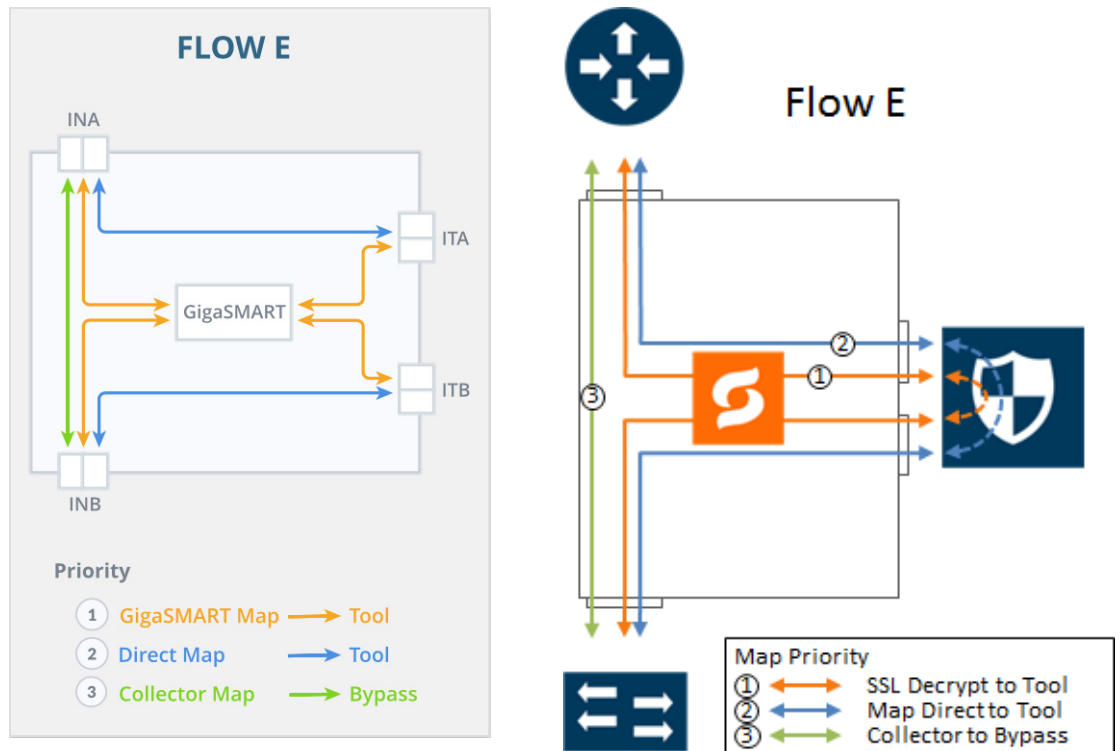 FLOW E
INA
ITA
GigaSMART
ITB
INB
Priority
1 GigaSMART Map Tool
2 Direct Map Tool
3 Collector Map Bypass
Flow E
2
1
3
Map Priority
1 SSL Decrypt to Tool
2 Map Direct to Tool
3 Collector to Bypass